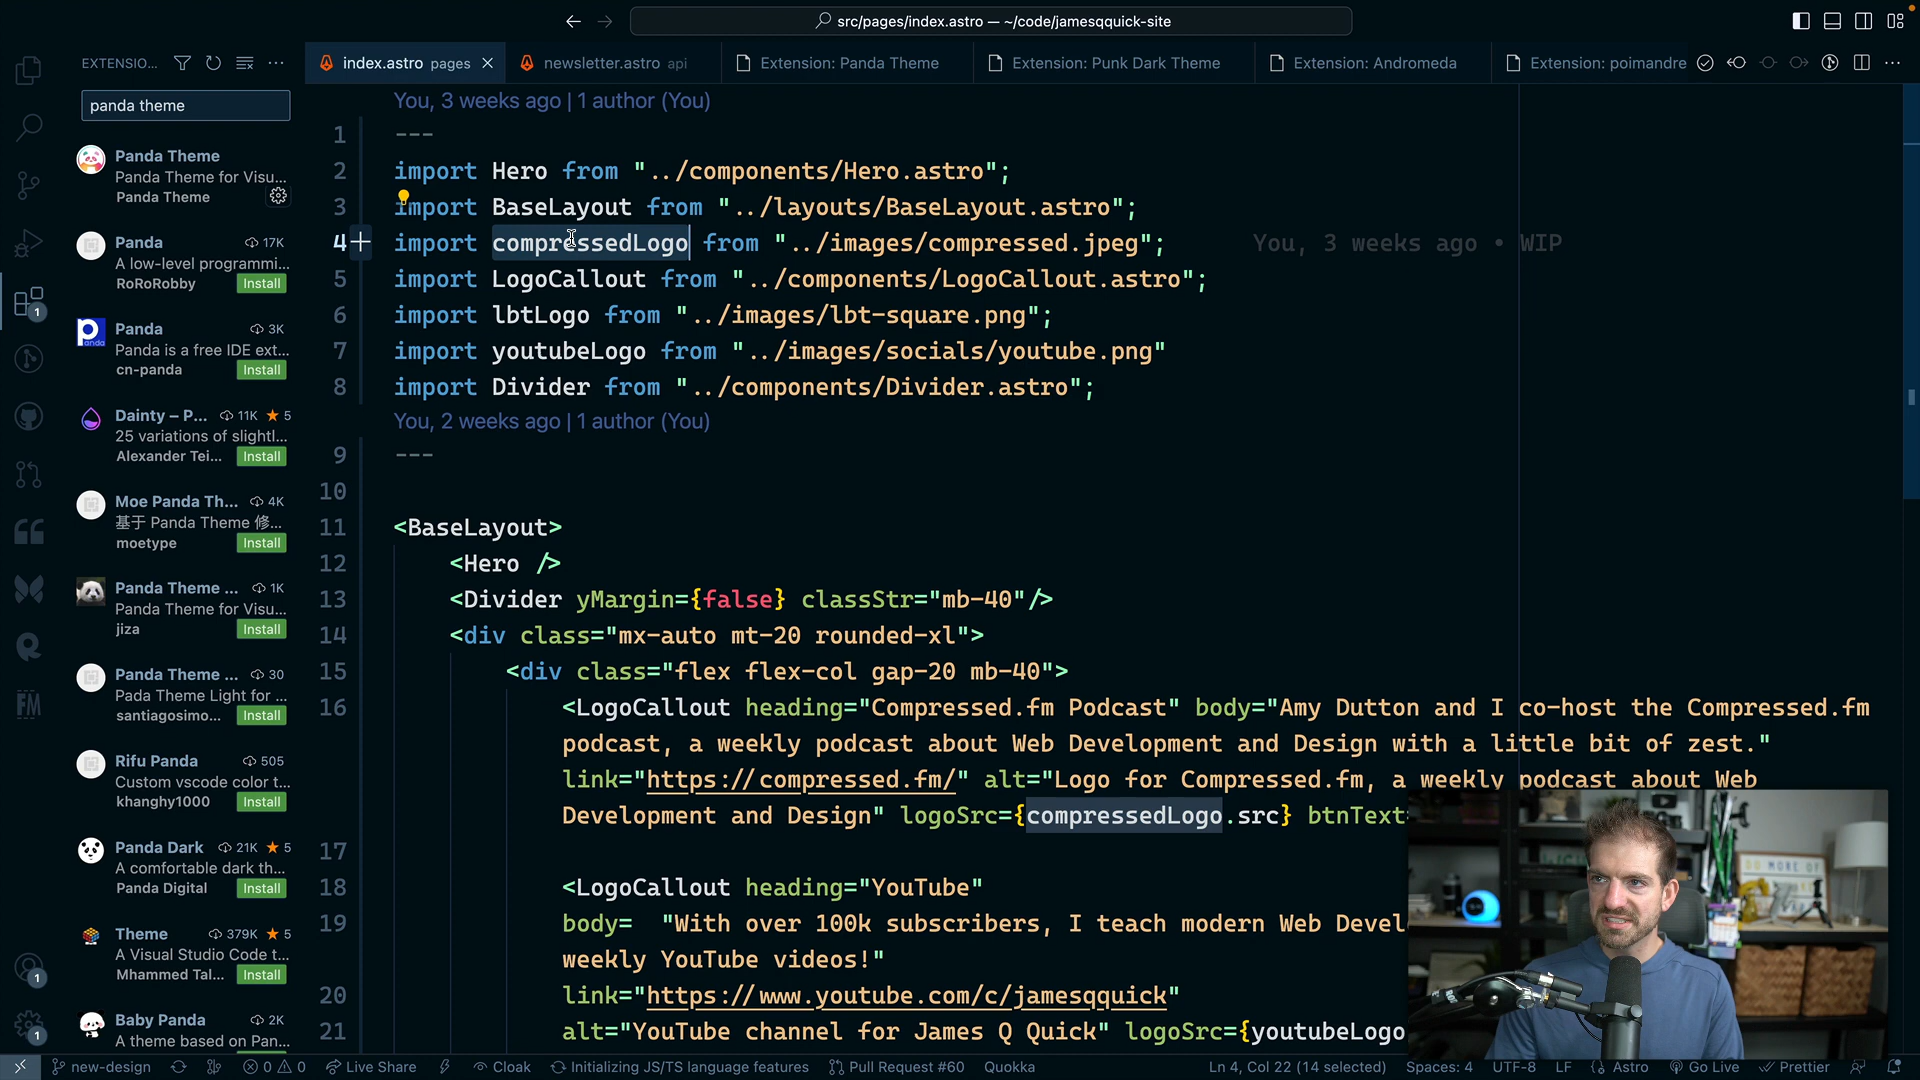 src/pages/index.astro — ~/code/jamesqquick-site
EXTENSIO...
index.astro pages
newsletter.astro api
Extension: Panda Theme
Extension: Punk Dark Theme
Extension: Andromeda
Extension: poimandre
panda theme
Panda Theme
Panda Theme for Visu...
Panda Theme
Panda 17K
A low-level programmi...
RoRoRobby Install
Panda 3K
Panda is a free IDE ext...
cn-panda Install
Dainty – P... 11K ★ 5
25 variations of slightl...
Alexander Tei... Install
Moe Panda Th... 4K
基于 Panda Theme 修...
moetype Install
Panda Theme ... 1K
Panda Theme for Visu...
jiza Install
Panda Theme ... 30
Pada Theme Light for ...
santiagosimo... Install
Rifu Panda 505
Custom vscode color t...
khanghy1000 Install
Panda Dark 21K ★ 5
A comfortable dark th...
Panda Digital Install
Theme 379K ★ 5
A Visual Studio Code t...
Mhammed Tal... Install
Baby Panda 2K
A theme based on Pan...
You, 3 weeks ago | 1 author (You)
1 ---
2 import Hero from "../components/Hero.astro";
3 import BaseLayout from "../layouts/BaseLayout.astro";
4 import compressedLogo from "../images/compressed.jpeg"; You, 3 weeks ago • WIP
5 import LogoCallout from "../components/LogoCallout.astro";
6 import lbtLogo from "../images/lbt-square.png";
7 import youtubeLogo from "../images/socials/youtube.png"
8 import Divider from "../components/Divider.astro";
You, 2 weeks ago | 1 author (You)
9 ---
10
11 <BaseLayout>
12 <Hero />
13 <Divider yMargin={false} classStr="mb-40"/>
14 <div class="mx-auto mt-20 rounded-xl">
15 <div class="flex flex-col gap-20 mb-40">
16 <LogoCallout heading="Compressed.fm Podcast" body="Amy Dutton and I co-host the Compressed.fm
podcast, a weekly podcast about Web Development and Design with a little bit of zest."
link="https://compressed.fm/" alt="Logo for Compressed.fm, a weekly podcast about Web
Development and Design" logoSrc={compressedLogo.src} btnText=
17
18 <LogoCallout heading="YouTube"
19 body= "With over 100k subscribers, I teach modern Web Devel
weekly YouTube videos!"
20 link="https://www.youtube.com/c/jamesqquick"
21 alt="YouTube channel for James Q Quick" logoSrc={youtubeLogo
1
1
1
FM
DO MORE OF
new-design 0 0 Live Share Cloak Initializing JS/TS language features Pull Request #60 Quokka Ln 4, Col 22 (14 selected) Spaces: 4 UTF-8 LF Astro Go Live Prettier